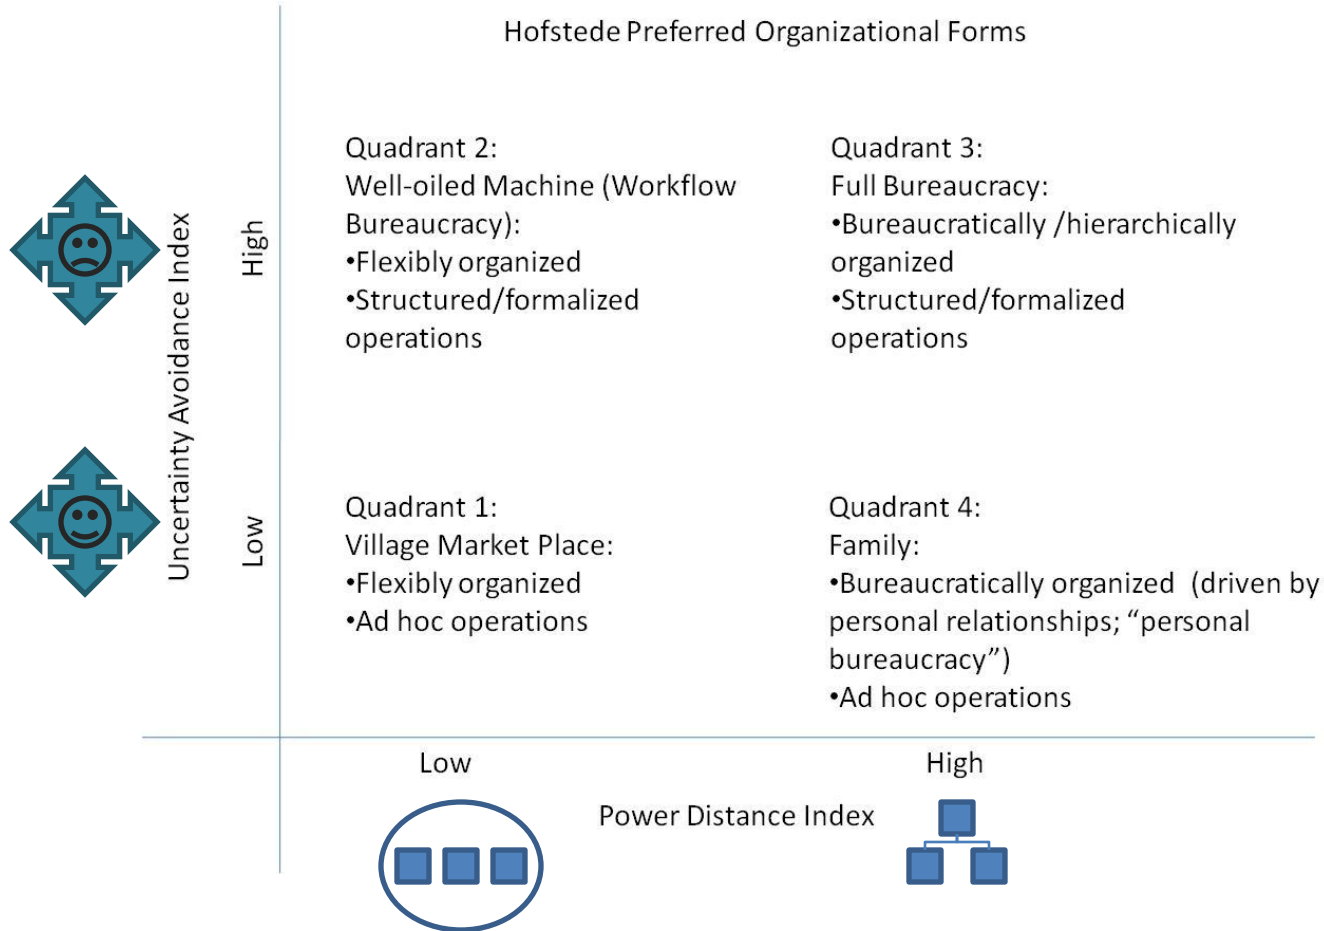 Hofstede Preferred Organizational Forms
Quadrant 2:
Well-oiled Machine (Workflow
Bureaucracy):
•Flexibly organized
•Structured/formalized
operations
Quadrant 3:
Full Bureaucracy:
•Bureaucratically /hierarchically
organized
•Structured/formalized
operations
Uncertainty Avoidance Index
High
Low
Quadrant 1:
Village Market Place:
•Flexibly organized
•Ad hoc operations
Quadrant 4:
Family:
•Bureaucratically organized  (driven by
personal relationships; “personal
bureaucracy”)
•Ad hoc operations
Low
High
Power Distance Index